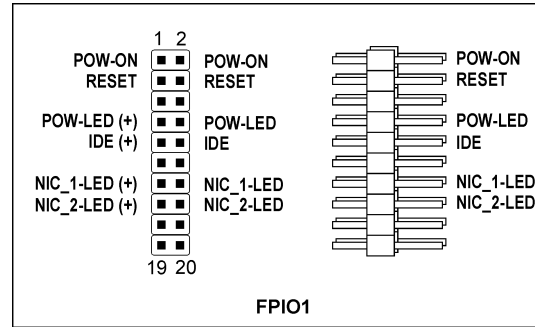 1 2
POW-ON POW-ON POW-ON
RESET RESET RESET
POW-LED (+) POW-LED POW-LED
IDE (+) IDE IDE
NIC_1-LED (+) NIC_1-LED NIC_1-LED
NIC_2-LED (+) NIC_2-LED NIC_2-LED
19 20
FPIO1